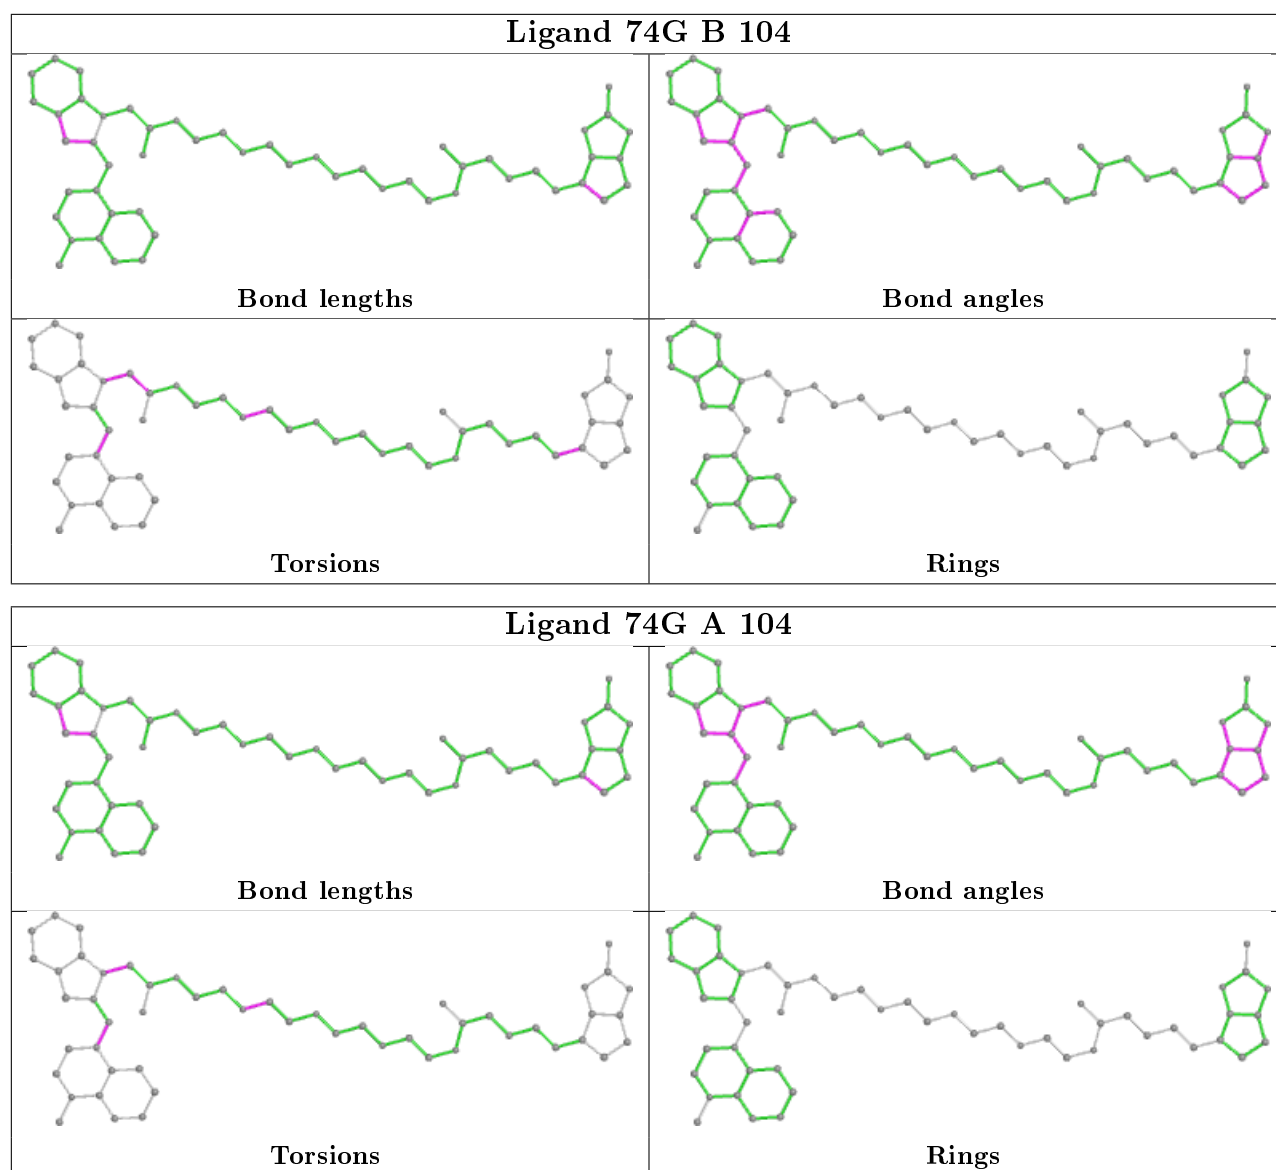 Ligand 74G B 104
Bond lengths
Bond angles
Torsions
Rings
Ligand 74G A 104
Bond lengths
Bond angles
Torsions
Rings